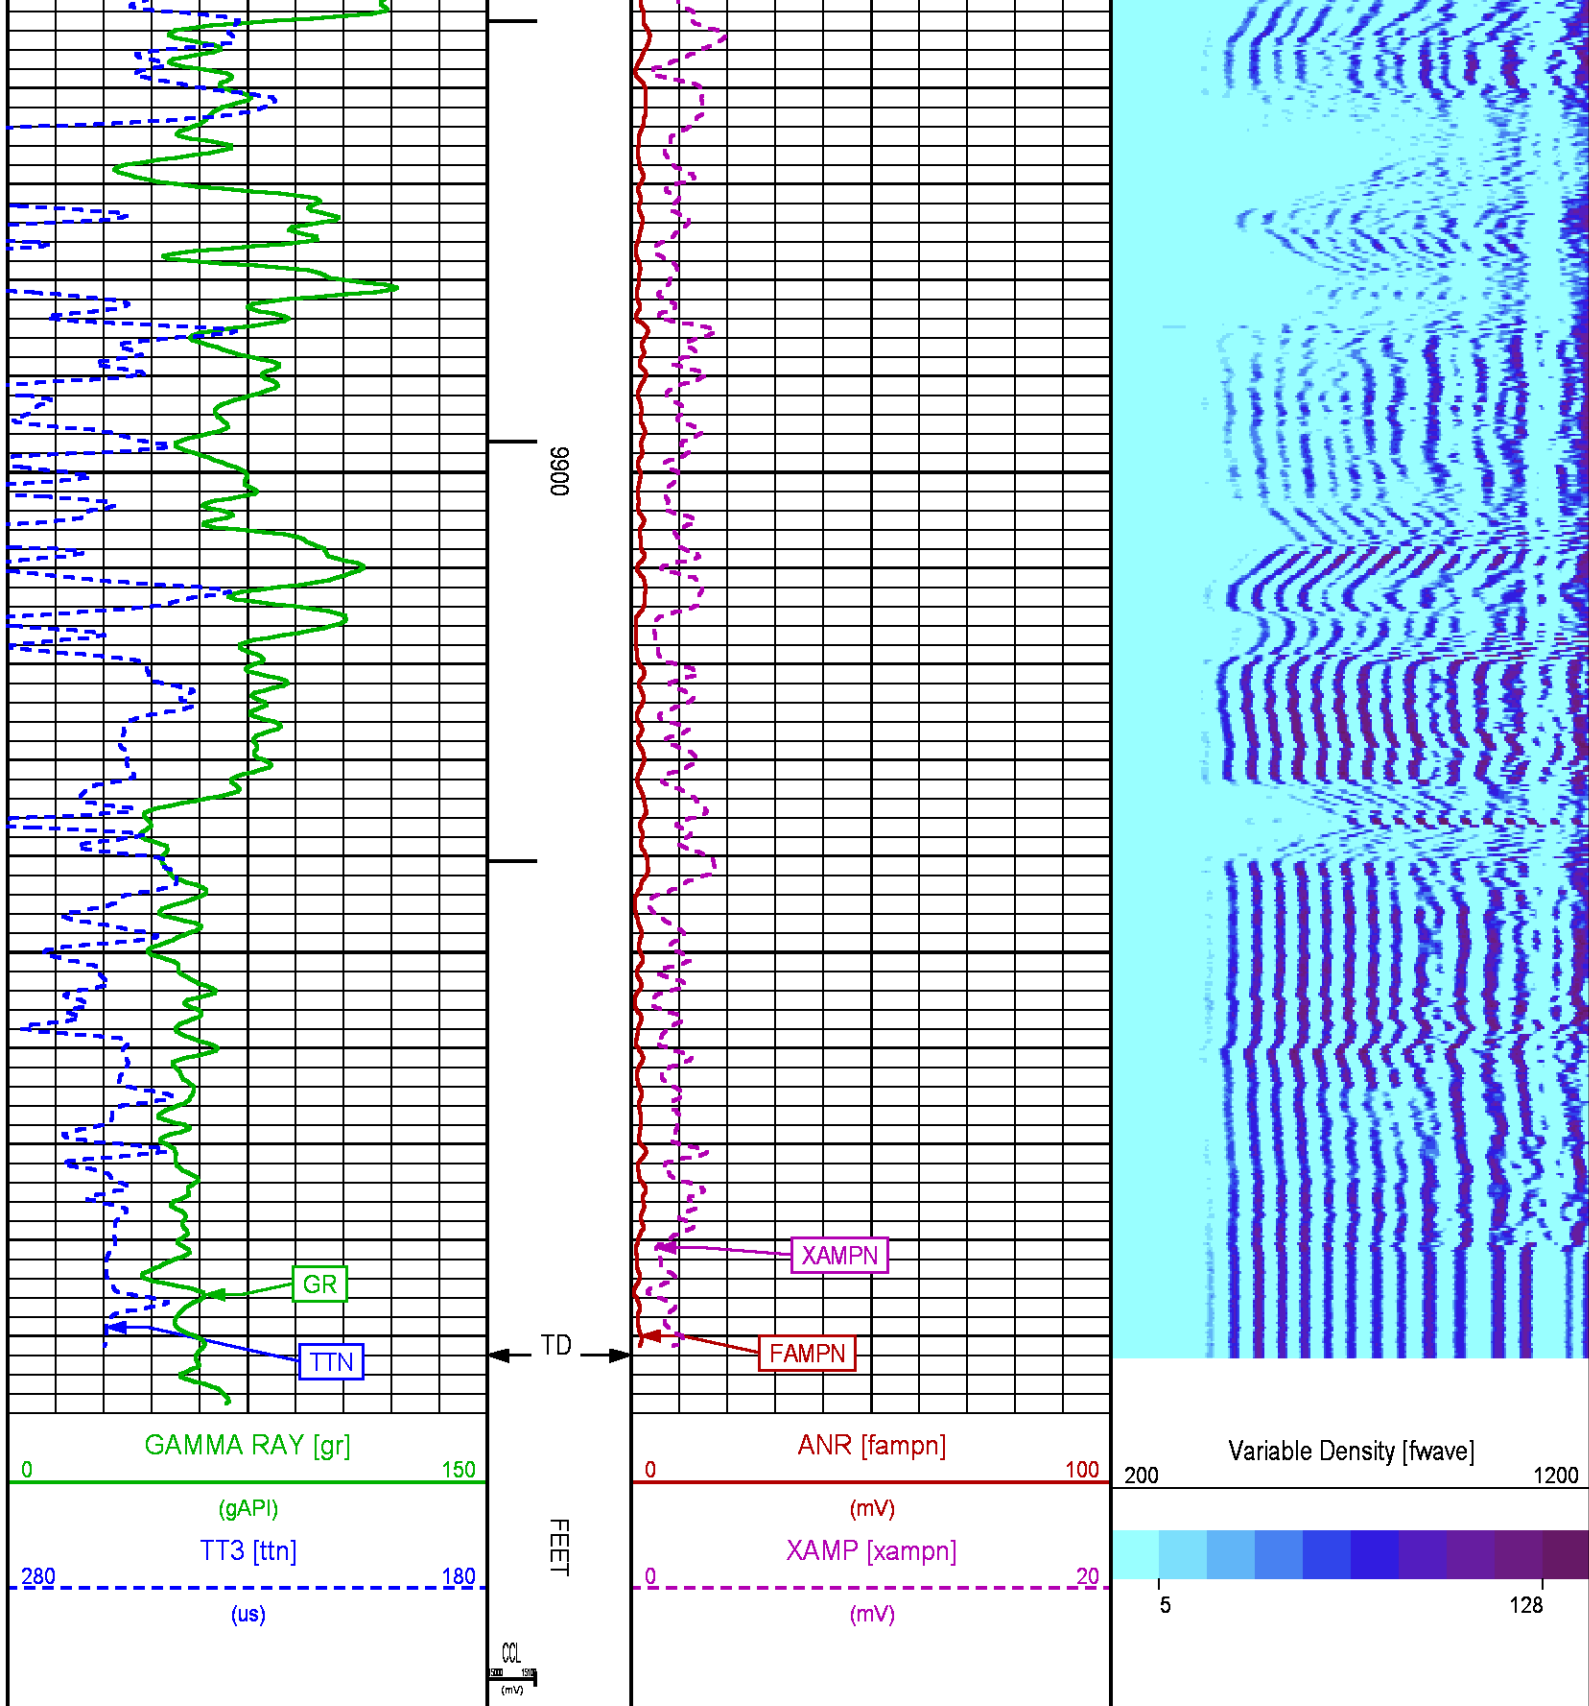 9900
XAMPN
GR
TD
FAMPN
TTN
GAMMA RAY [gr]
0 150
(gAPI)
TT3 [ttn]
280 180
(us)
FEET
CCL
(mV)
ANR [fampn]
0 100
(mV)
XAMP [xampn]
0 20
(mV)
Variable Density [fwave]
200 1200
5 128